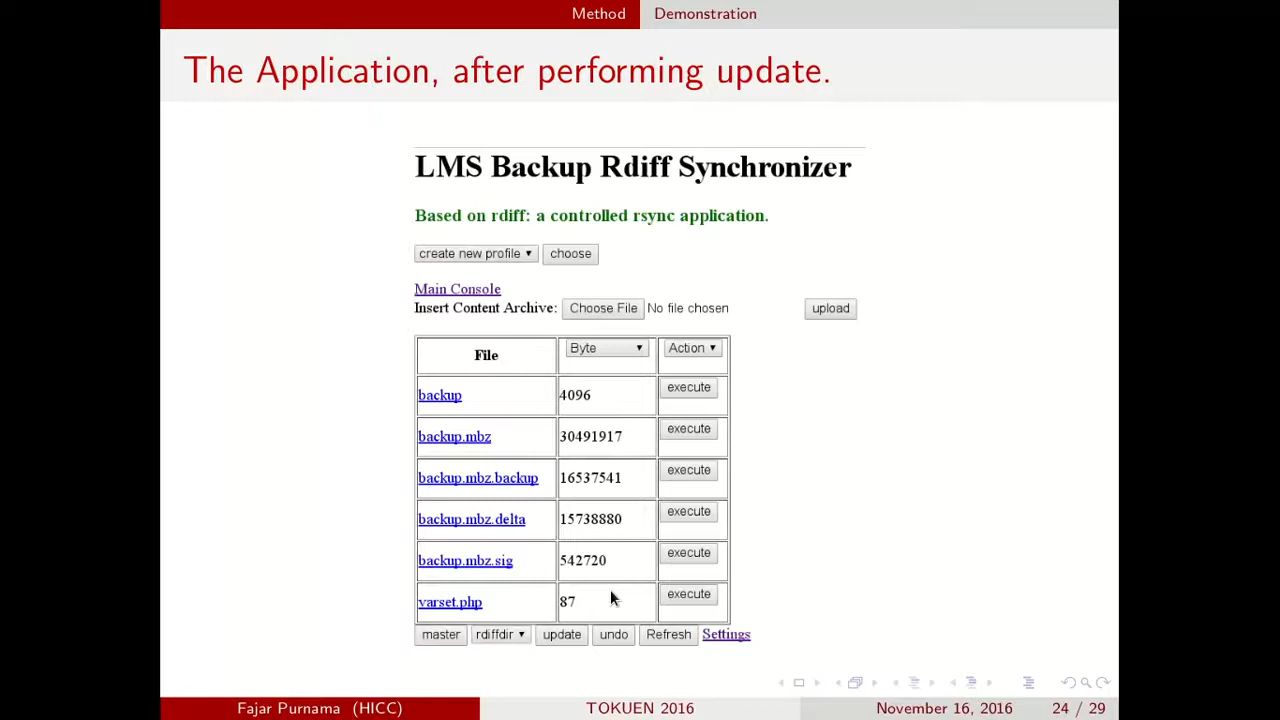 Method Demonstration
The Application, after performing update.
LMS Backup Rdiff Synchronizer
Based on rdiff: a controlled rsync application.
create new profile choose
Main Console
Insert Content Archive: Choose File No file chosen upload
File Byte Action
backup 4096 execute
backup.mbz 30491917 execute
backup.mbz.backup 16537541 execute
backup.mbz.delta 15738880 execute
backup.mbz.sig 542720 execute
varset.php 87 execute
master rdiffdir update undo Refresh Settings
Fajar Purnama (HICC) TOKUEN 2016 November 16, 2016 24 / 29